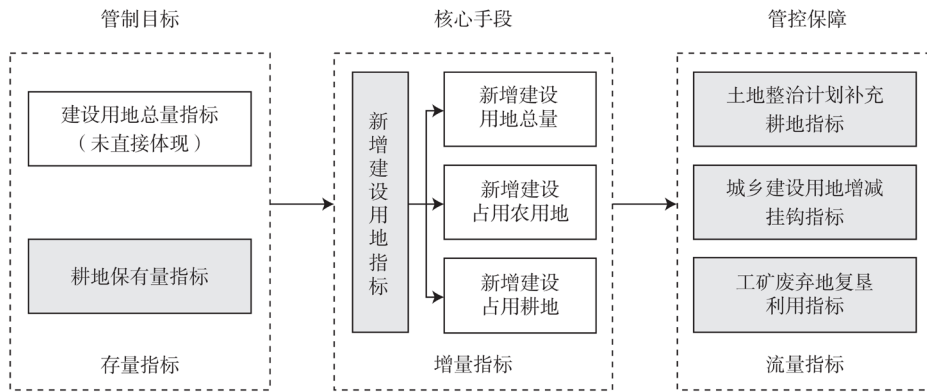 管制目标
核心手段
管控保障
建设用地总量指标
（未直接体现）
耕地保有量指标
存量指标
新增建设用地指标
新增建设
用地总量
新增建设
占用农用地
新增建设
占用耕地
增量指标
土地整治计划补充
耕地指标
城乡建设用地增减
挂钩指标
工矿废弃地复垦
利用指标
流量指标